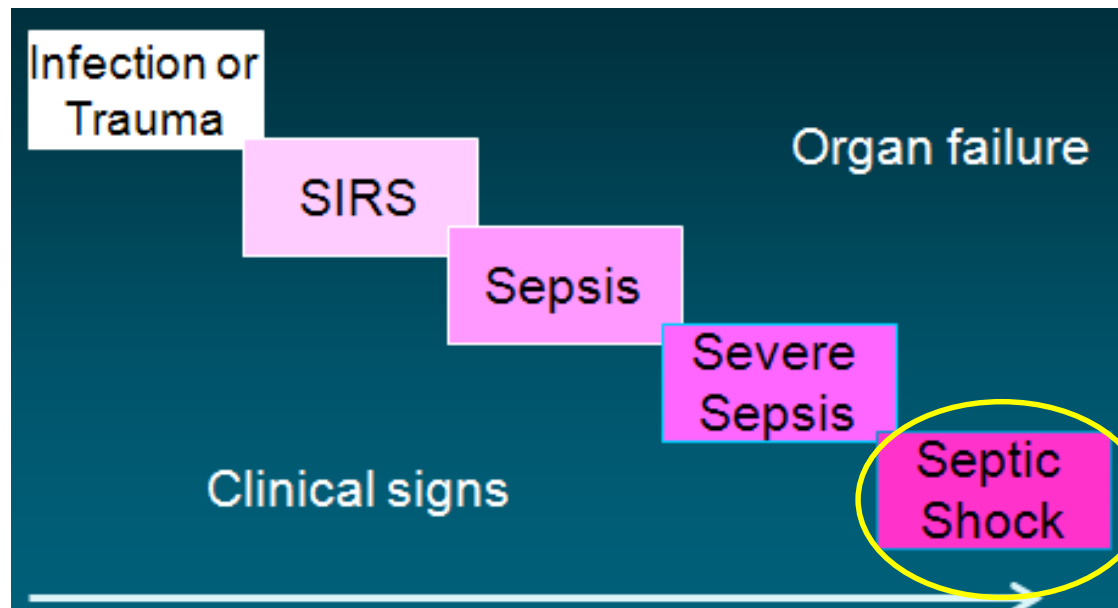 Infection or
Trauma
Organ failure
SIRS
Sepsis
Severe
Sepsis
Septic
Shock
Clinical signs